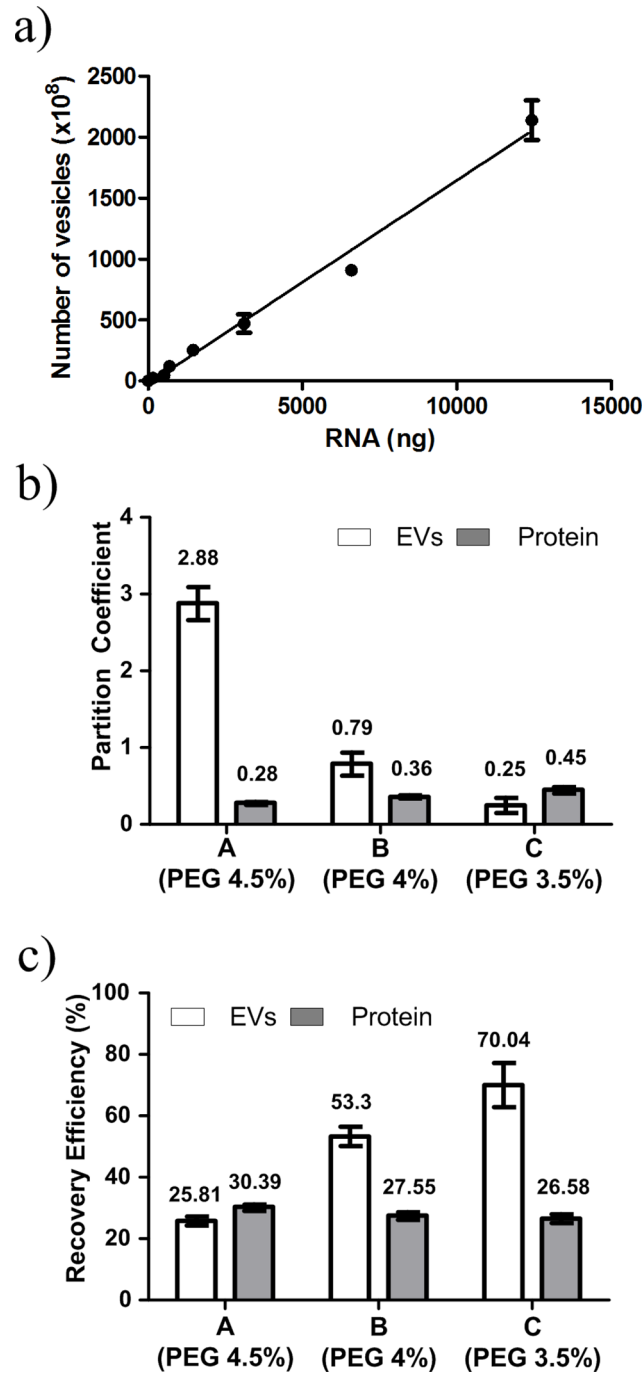 a)
Number of vesicles (x10⁸)
2500
2000
1500
1000
500
0
0 5000 10000 15000
RNA (ng)
b)
Partition Coefficient
4
3
2
1
0
EVs Protein
2.88
0.28
0.79
0.36
0.25
0.45
A B C
(PEG 4.5%) (PEG 4%) (PEG 3.5%)
c)
Recovery Efficiency (%)
100
80
60
40
20
0
EVs Protein
25.81
30.39
53.3
27.55
70.04
26.58
A B C
(PEG 4.5%) (PEG 4%) (PEG 3.5%)